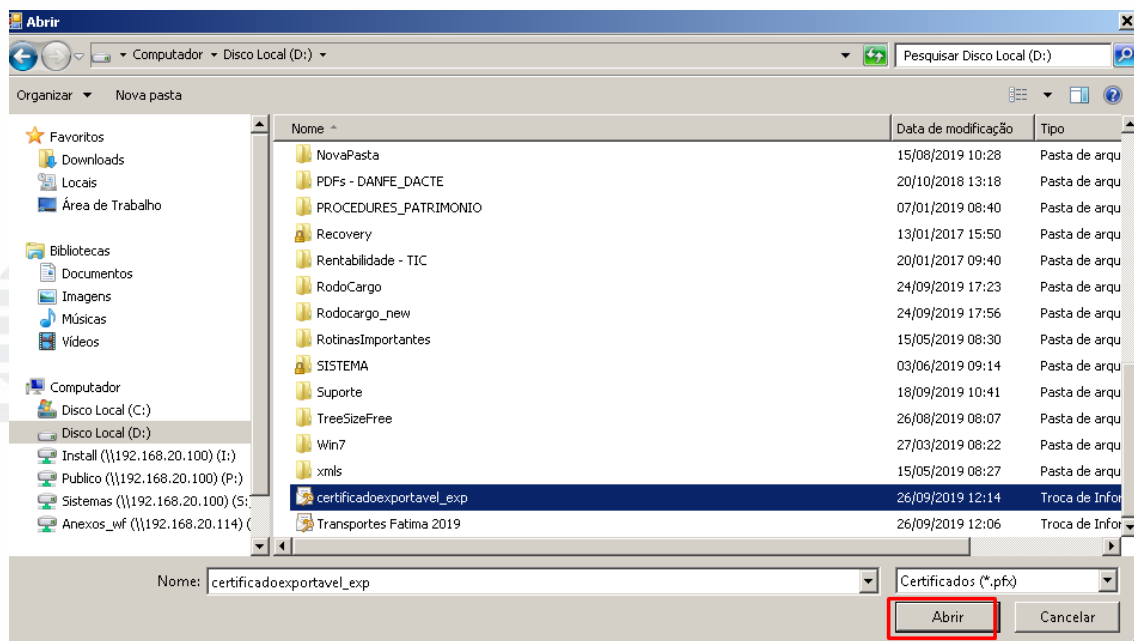 Abrir
Computador Disco Local (D:)
Pesquisar Disco Local (D:)
Organizar Nova pasta
Favoritos
Downloads
Locais
Área de Trabalho
Bibliotecas
Documentos
Imagens
Músicas
Vídeos
Computador
Disco Local (C:)
Disco Local (D:)
Install (\\192.168.20.100) (I:)
Publico (\\192.168.20.100) (P:)
Sistemas (\\192.168.20.100) (S:
Anexos_wf (\\192.168.20.114) (
Nome Data de modificação Tipo
NovaPasta 15/08/2019 10:28 Pasta de arqu
PDFs - DANFE_DACTE 20/10/2018 13:18 Pasta de arqu
PROCEDURES_PATRIMONIO 07/01/2019 08:40 Pasta de arqu
Recovery 13/01/2017 15:50 Pasta de arqu
Rentabilidade - TIC 20/01/2017 09:40 Pasta de arqu
RodoCargo 24/09/2019 17:23 Pasta de arqu
Rodocargo_new 24/09/2019 17:56 Pasta de arqu
RotinasImportantes 15/05/2019 08:30 Pasta de arqu
SISTEMA 03/06/2019 09:14 Pasta de arqu
Suporte 18/09/2019 10:41 Pasta de arqu
TreeSizeFree 26/08/2019 08:07 Pasta de arqu
Win7 27/03/2019 08:22 Pasta de arqu
xmls 15/05/2019 08:27 Pasta de arqu
certificadoexportavel_exp 26/09/2019 12:14 Troca de Infor
Transportes Fatima 2019 26/09/2019 12:06 Troca de Infor
Nome: certificadoexportavel_exp Certificados (*.pfx)
Abrir Cancelar